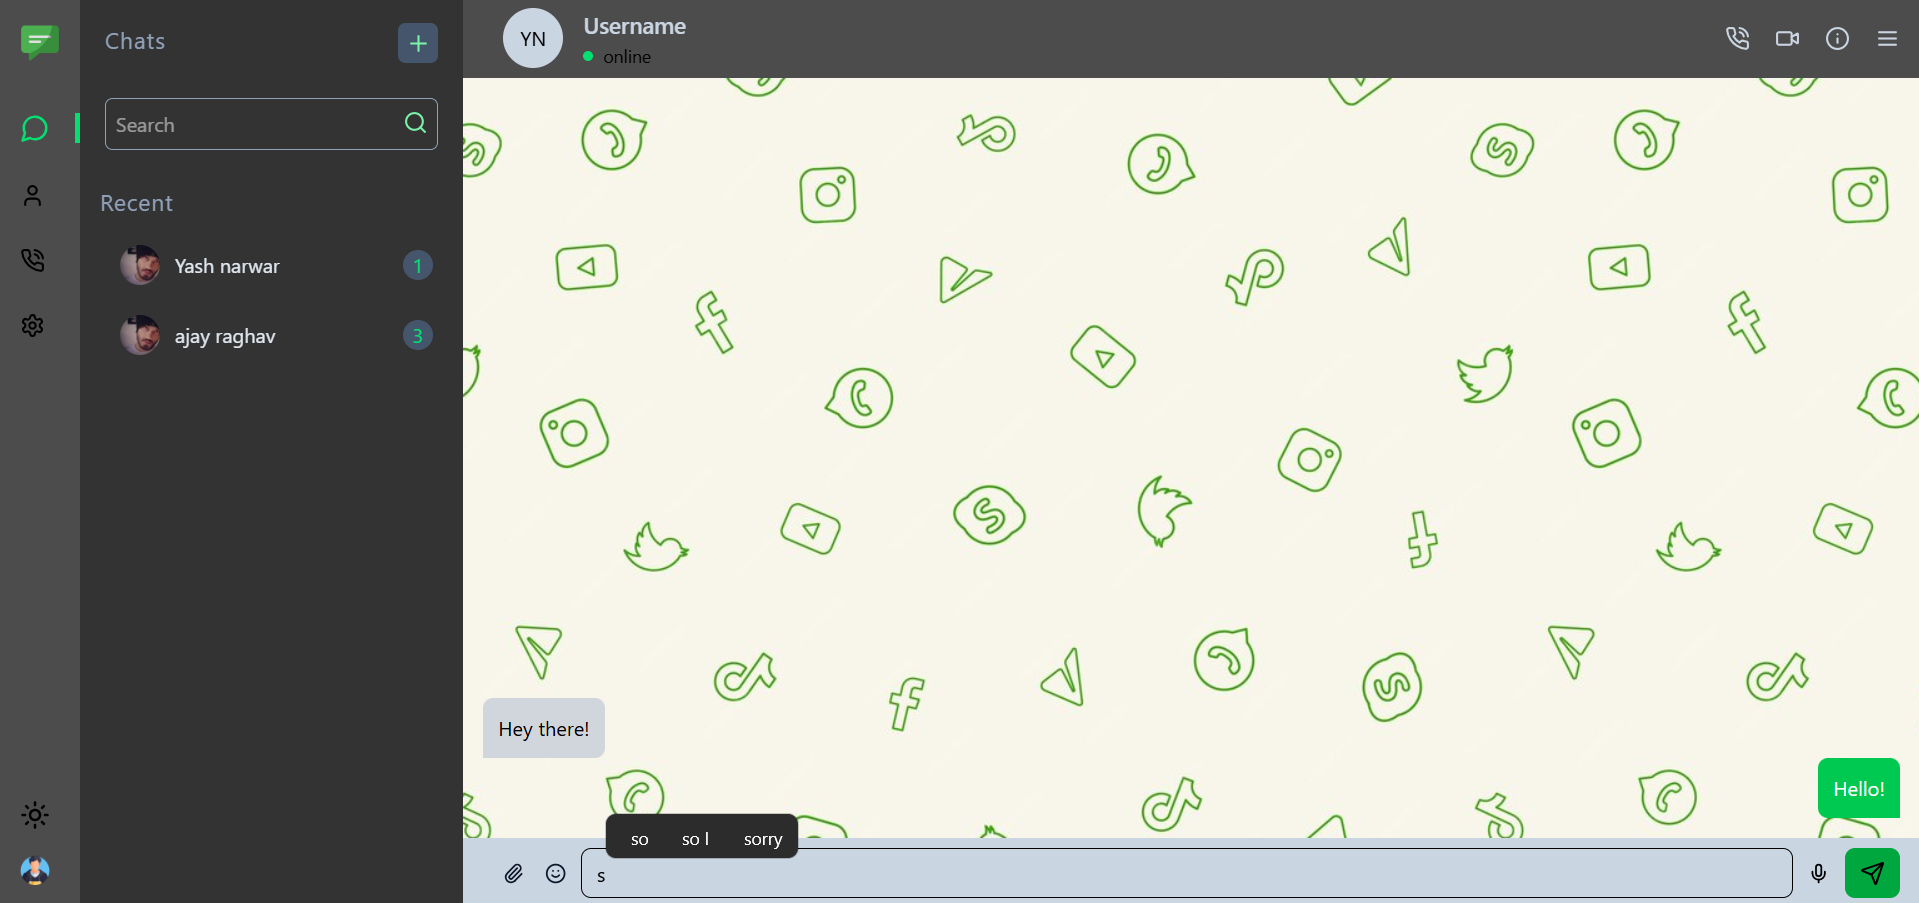 Chats
+
Search
Recent
Yash narwar
1
ajay raghav
3
YN
Username
online
Hey there!
Hello!
so so I sorry
s